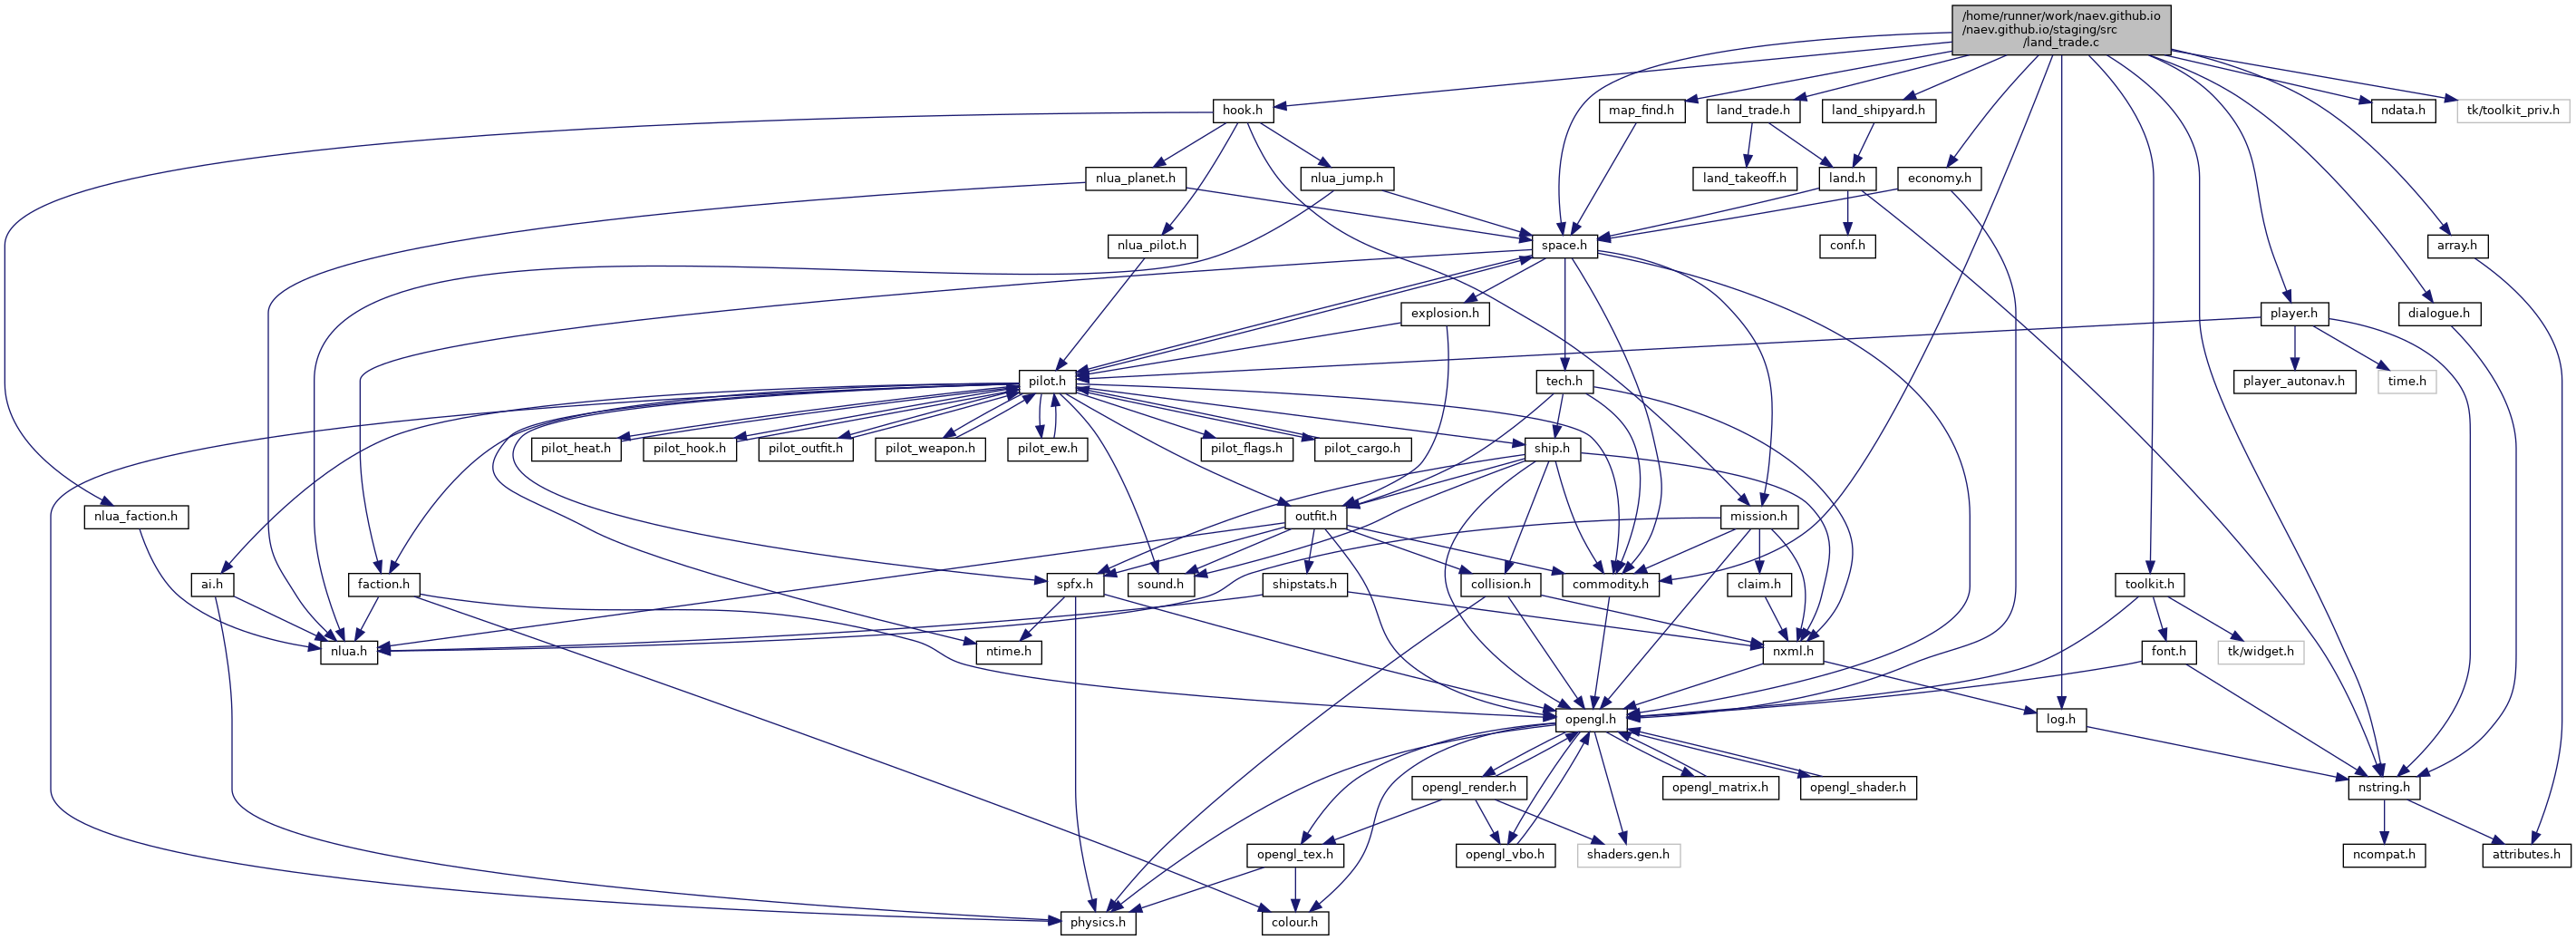 /home/runner/work/naev.github.io
/naev.github.io/staging/src
/land_trade.c
hook.h
map_find.h
land_trade.h
land_shipyard.h
ndata.h
tk/toolkit_priv.h
nlua_planet.h
nlua_jump.h
land_takeoff.h
land.h
economy.h
nlua_pilot.h
space.h
conf.h
array.h
explosion.h
player.h
dialogue.h
pilot.h
tech.h
player_autonav.h
time.h
pilot_heat.h
pilot_hook.h
pilot_outfit.h
pilot_weapon.h
pilot_ew.h
pilot_flags.h
pilot_cargo.h
ship.h
nlua_faction.h
outfit.h
mission.h
ai.h
faction.h
spfx.h
sound.h
shipstats.h
collision.h
commodity.h
claim.h
toolkit.h
nlua.h
ntime.h
nxml.h
font.h
tk/widget.h
opengl.h
log.h
opengl_render.h
opengl_matrix.h
opengl_shader.h
nstring.h
opengl_tex.h
opengl_vbo.h
shaders.gen.h
ncompat.h
attributes.h
physics.h
colour.h